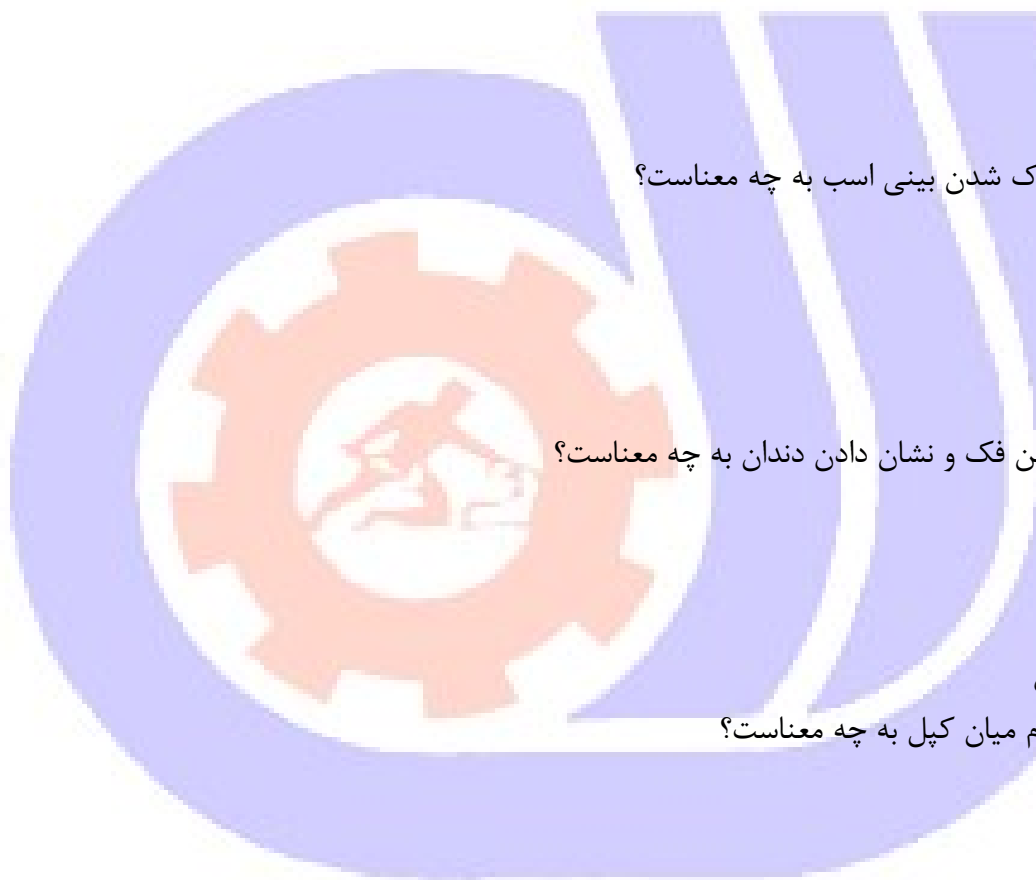 شدن بینی اسب به چه معناست؟
فک و نشان دادن دندان به چه معناست؟
میان کپل به چه معناست؟